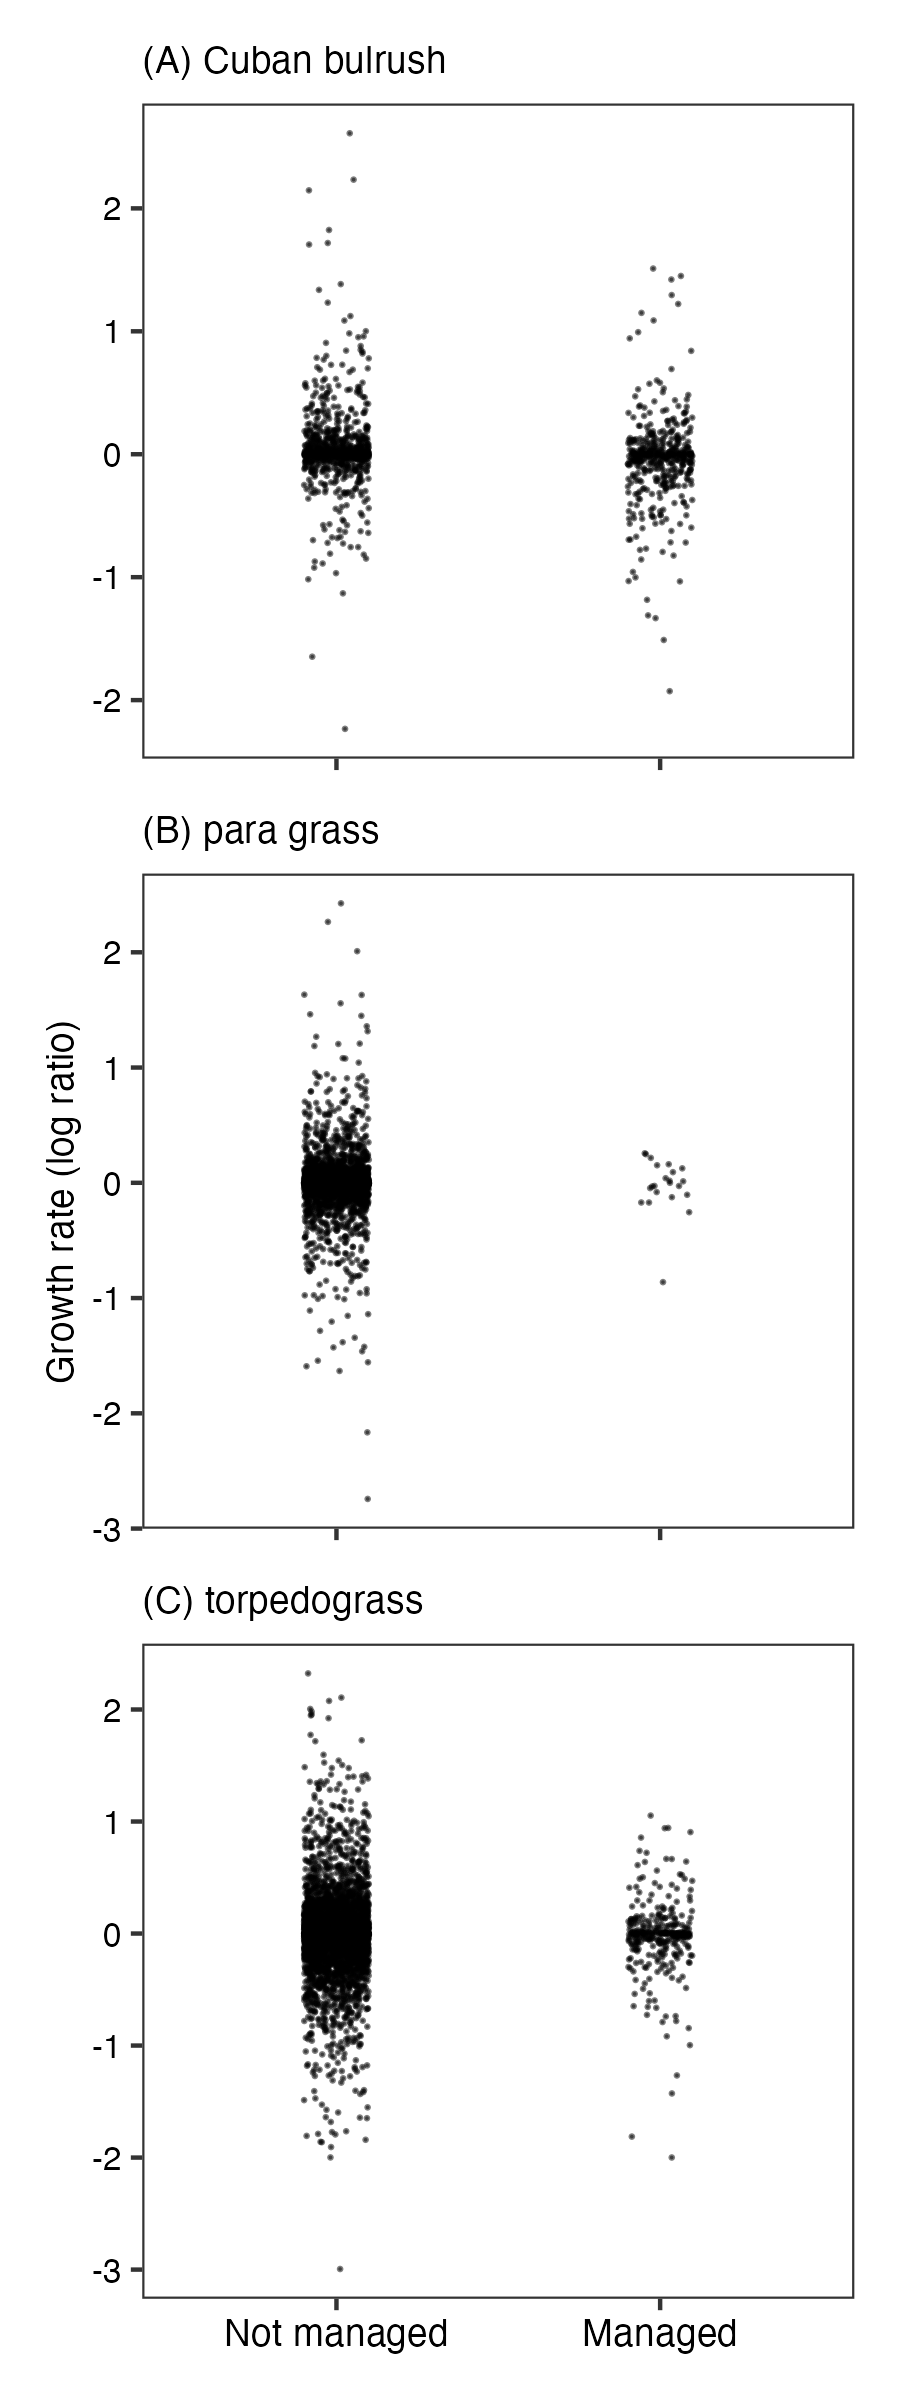 (A) Cuban bulrush
2
1
0
-1
-2
(B) para grass
Growth rate (log ratio)
2
1
0
-1
-2
-3
(C) torpedograss
2
1
0
-1
-2
-3
Not managed
Managed